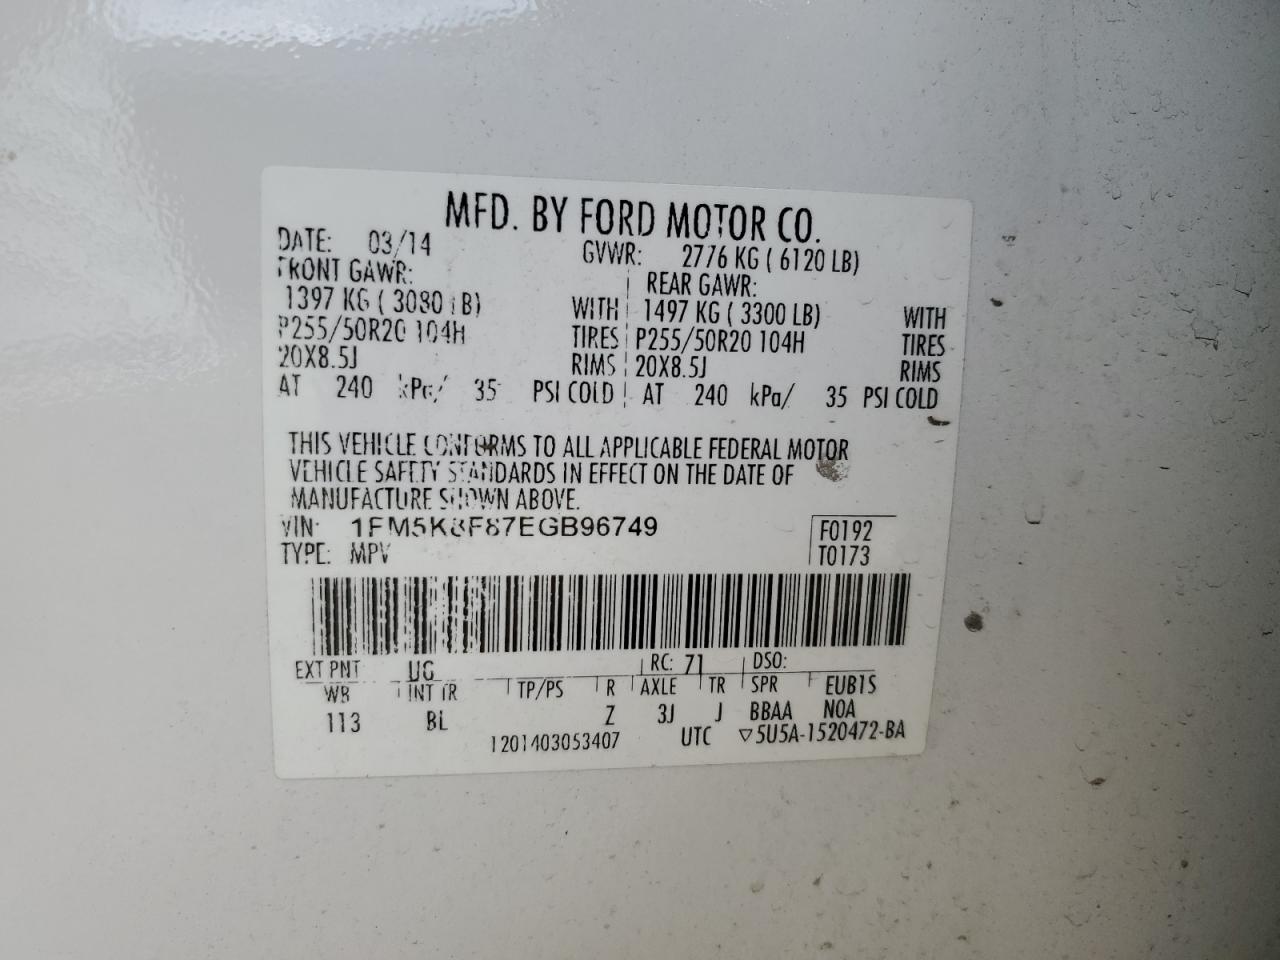 MFD. BY FORD MOTOR CO.
DATE: 03/14 GVWR: 2776 KG ( 6120 LB)
FRONT GAWR: REAR GAWR:
1397 KG ( 3080 LB) WITH 1497 KG ( 3300 LB) WITH
P255/50R20 104H TIRES P255/50R20 104H TIRES
20X8.5J RIMS 20X8.5J RIMS
AT 240 kPa/ 35 PSI COLD AT 240 kPa/ 35 PSI COLD
THIS VEHICLE CONFORMS TO ALL APPLICABLE FEDERAL MOTOR
VEHICLE SAFETY STANDARDS IN EFFECT ON THE DATE OF
MANUFACTURE SHOWN ABOVE.
VIN: 1FM5K8F87EGB96749 F0192
TYPE: MPV T0173
EXT PNT UG RC: 71 DSO:
WB INT TR TP/PS R AXLE TR SPR EUB1S
113 BL Z 3J J BBAA NOA
1201403053407 UTC ▽5U5A-1520472-BA